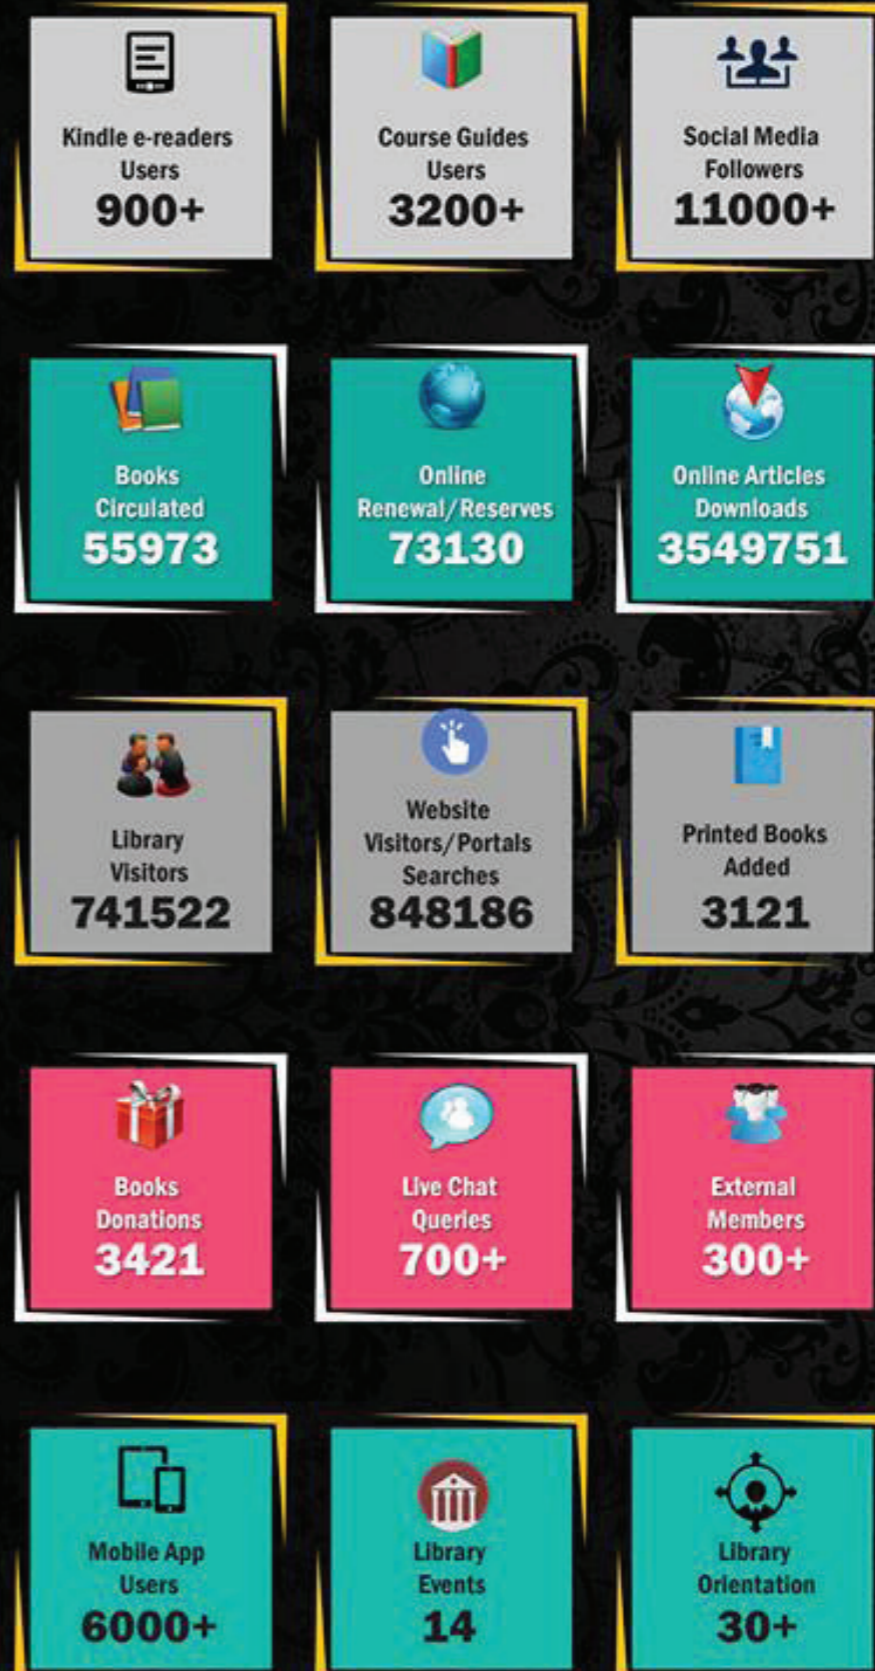 Kindle e-readers
Users
900+
Course Guides
Users
3200+
Social Media
Followers
11000+
Books
Circulated
55973
Online
Renewal/Reserves
73130
Online Articles
Downloads
3549751
Library
Visitors
741522
Website
Visitors/Portals
Searches
848186
Printed Books
Added
3121
Books
Donations
3421
Live Chat
Queries
700+
External
Members
300+
Mobile App
Users
6000+
Library
Events
14
Library
Orientation
30+